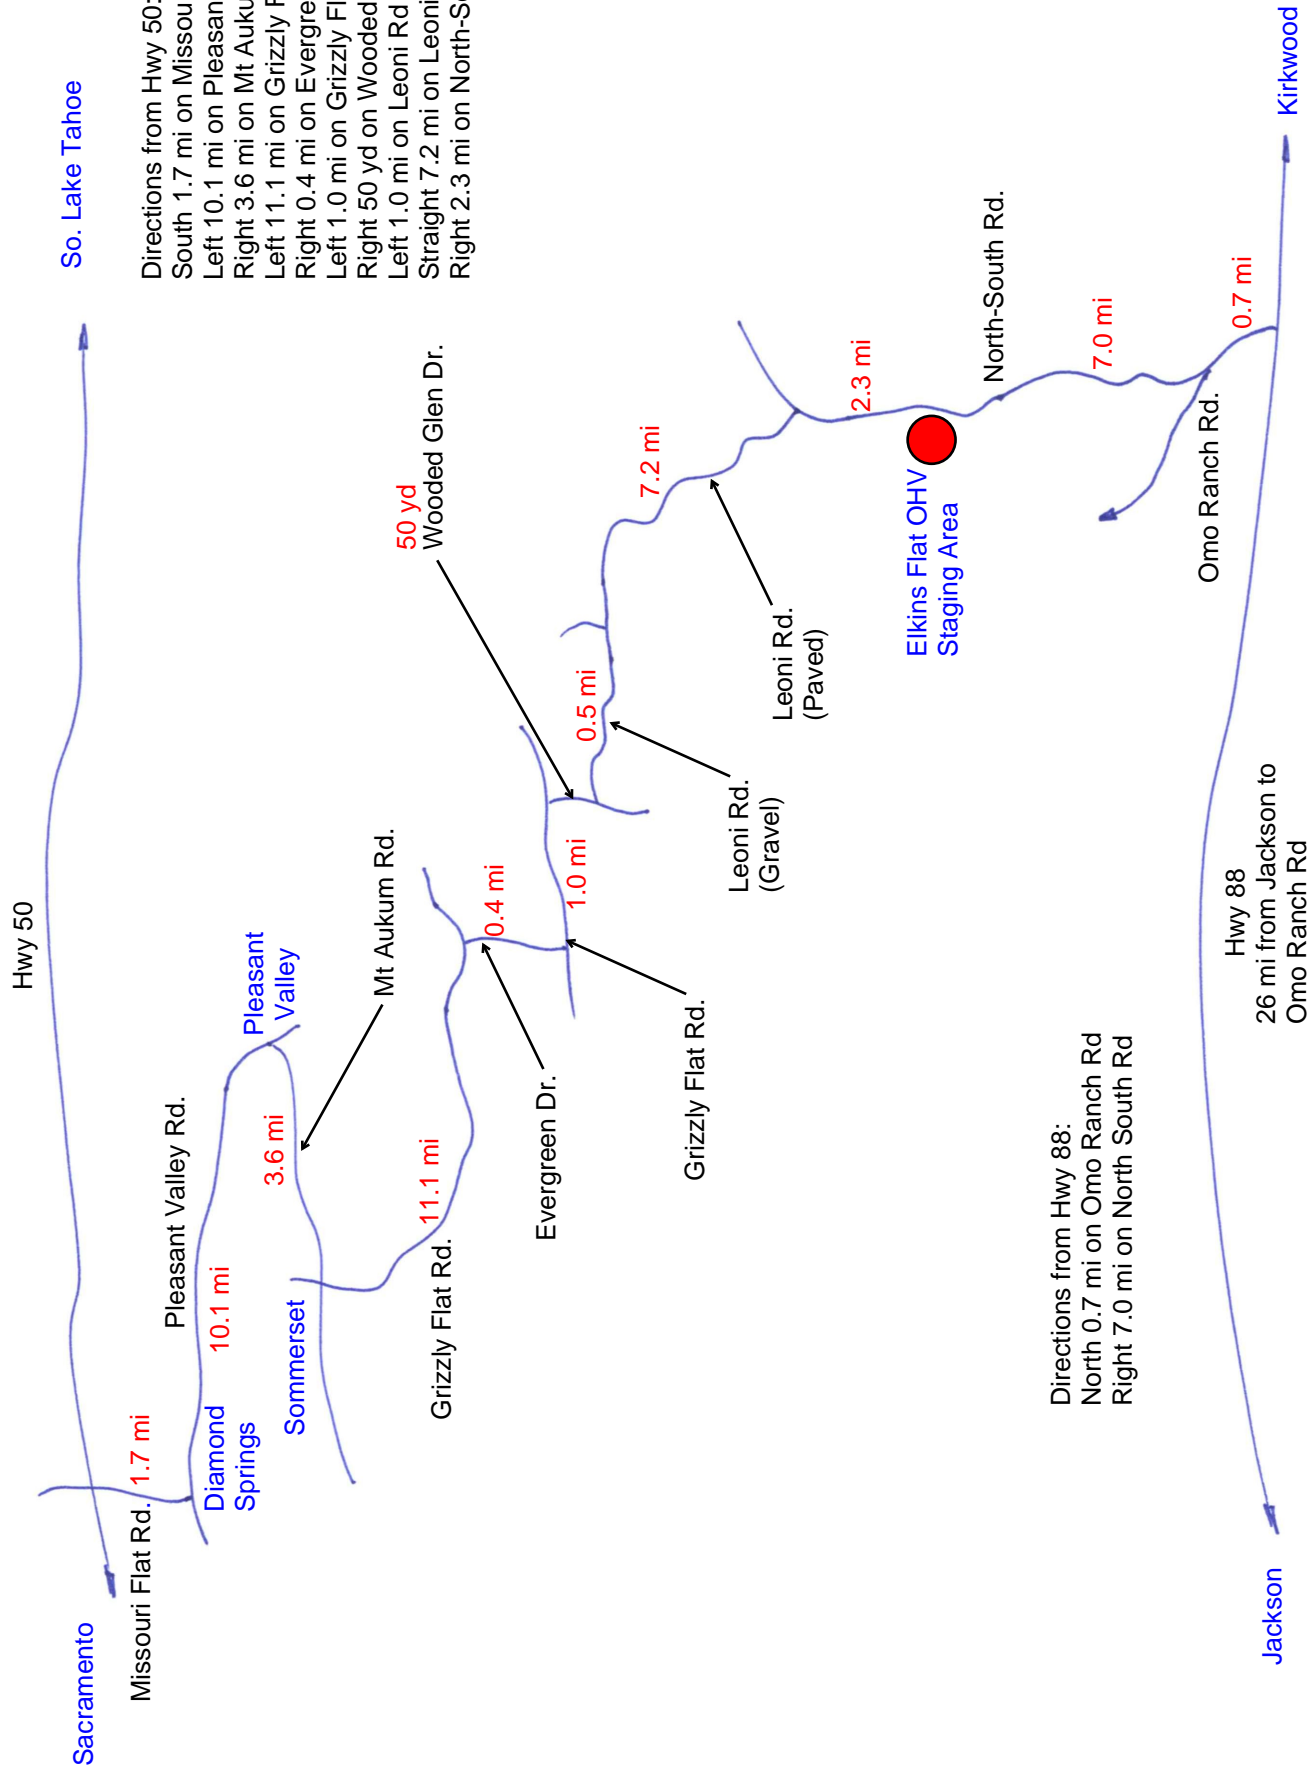 Hwy 50
Sacramento
So. Lake Tahoe
Missouri Flat Rd.
1.7 mi
Diamond
Springs
Pleasant Valley Rd.
10.1 mi
Pleasant
Valley
3.6 mi
Mt Aukum Rd.
Sommerset
Grizzly Flat Rd.
11.1 mi
0.4 mi
Evergreen Dr.
1.0 mi
Grizzly Flat Rd.
50 yd
Wooded Glen Dr.
0.5 mi
Leoni Rd.
(Gravel)
7.2 mi
Leoni Rd.
(Paved)
2.3 mi
Elkins Flat OHV
Staging Area
North-South Rd.
7.0 mi
0.7 mi
Omo Ranch Rd.
Directions from Hwy 50:
South 1.7 mi on Missou
Left 10.1 mi on Pleasan
Right 3.6 mi on Mt Auku
Left 11.1 mi on Grizzly F
Right 0.4 mi on Evergre
Left 1.0 mi on Grizzly Fl
Right 50 yd on Wooded
Left 1.0 mi on Leoni Rd
Straight 7.2 mi on Leoni
Right 2.3 mi on North-S
Directions from Hwy 88:
North 0.7 mi on Omo Ranch Rd
Right 7.0 mi on North South Rd
Hwy 88
26 mi from Jackson to
Omo Ranch Rd
Jackson
Kirkwood